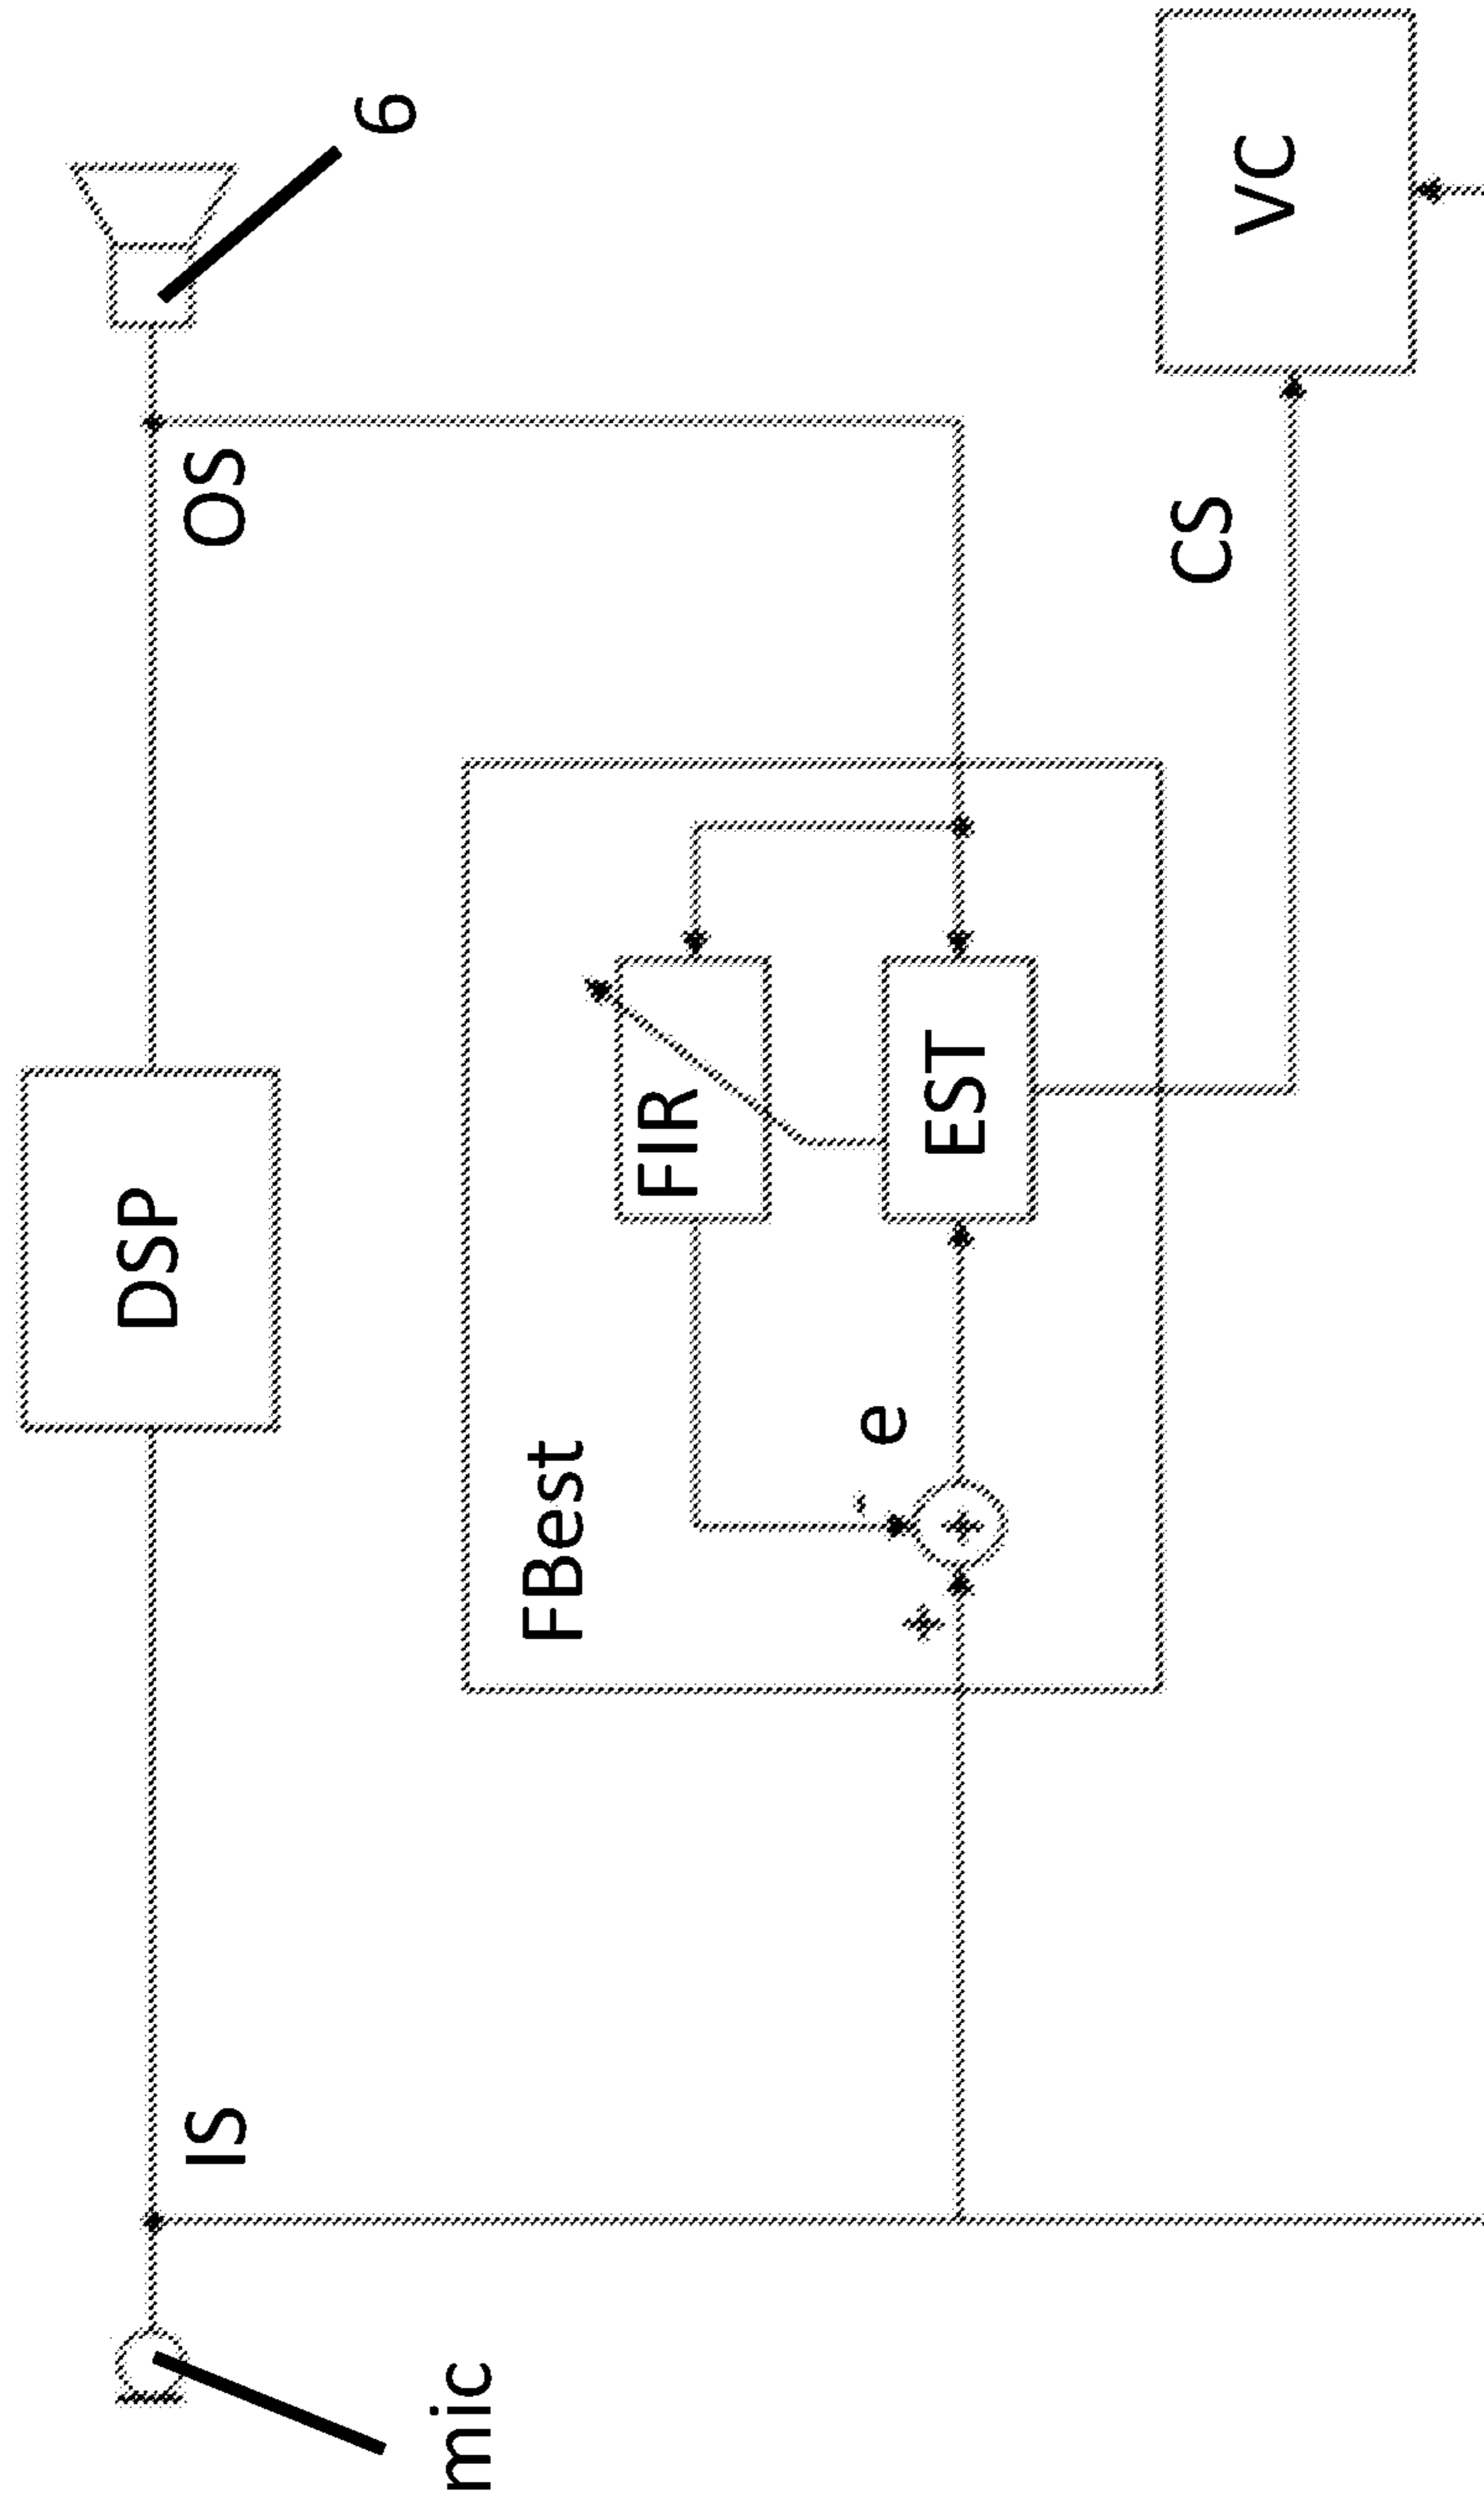 mic
IS
DSP
OS
6
FBest
FIR
-
+
+
e
EST
CS
VC